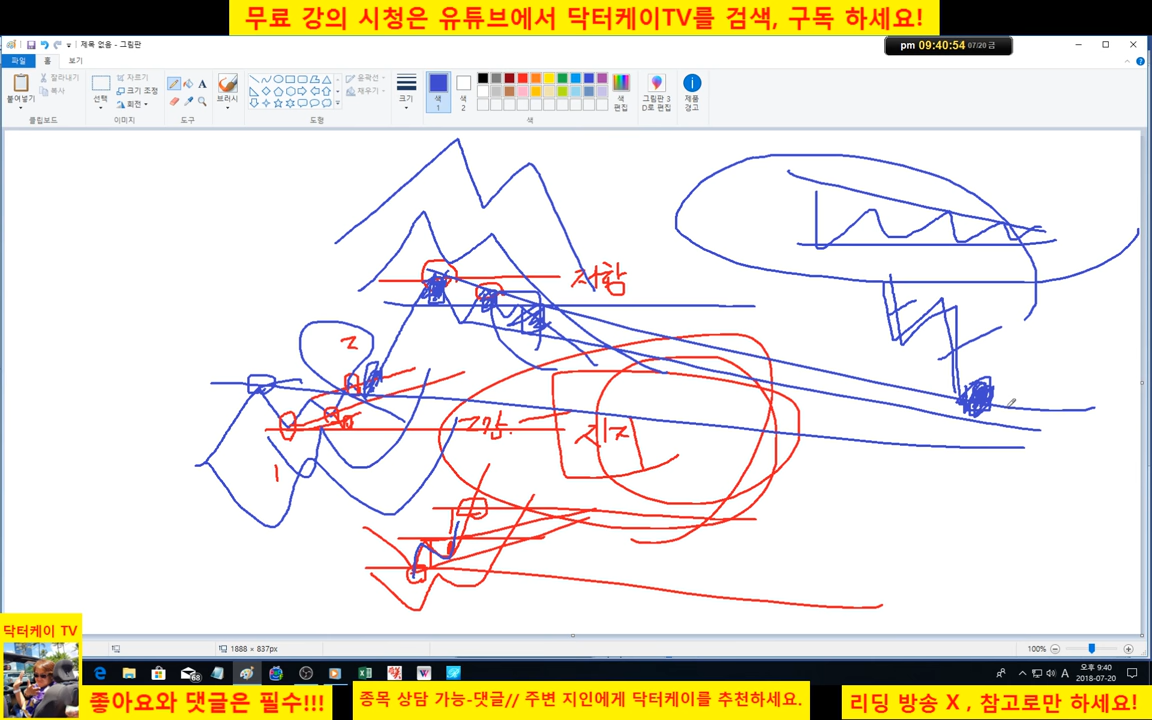 무료 강의 시청은 유튜브에서 닥터케이TV를 검색, 구독 하세요!
제목 없음 - 그림판
pm 09:40:54 07/20 금
파일 홈 보기
붙여넣기
잘라내기
복사
클립보드
선택
자르기
크기 조정
회전
이미지
도구
브러시
윤곽선
채우기
도형
크기
색 1
색 2
색 편집
색
그림판 3D로 편집
제품 경고
저항
2
지지
1
1888 × 837px
100%
닥터케이 TV
68
A
오후 9:40
2018-07-20
좋아요와 댓글은 필수!!!
종목 상담 가능-댓글// 주변 지인에게 닥터케이를 추천하세요.
리딩 방송 X , 참고로만 하세요!